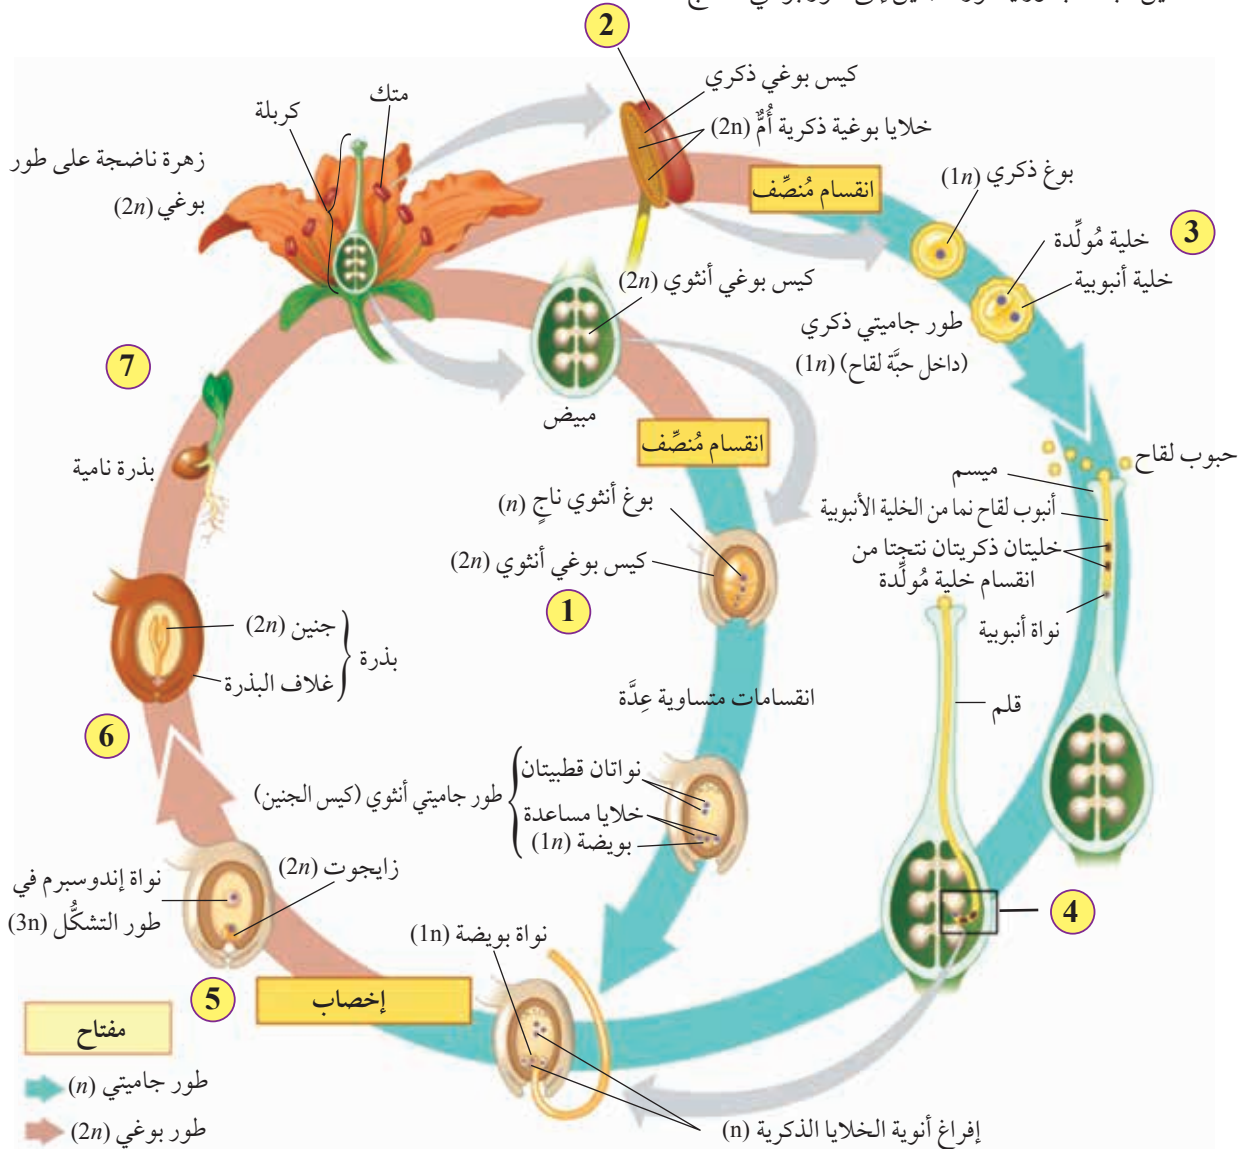 2
كيس بوغي ذكري
خلايا بوغية ذكرية أُمٌّ (2n)
متك
كربلة
زهرة ناضجة على طور
بوغي (2n)
انقسام مُنصِّف
بوغ ذكري (1n)
3
خلية مُولِّدة
خلية أنبوبية
طور جاميتي ذكري
(داخل حبَّة لقاح) (1n)
كيس بوغي أنثوي (2n)
مبيض
انقسام مُنصِّف
7
بذرة نامية
حبوب لقاح
ميسم
أنبوب لقاح نما من الخلية الأنبوبية
خليتان ذكريتان نتجتا من
انقسام خلية مُولِّدة
نواة أنبوبية
بوغ أنثوي ناجٍ (n)
كيس بوغي أنثوي (2n)
1
جنين (2n)
غلاف البذرة
بذرة
انقسامات متساوية عِدَّة
قلم
6
نواتان قطبيتان
خلايا مساعدة
بويضة (1n)
طور جاميتي أنثوي (كيس الجنين)
زايجوت (2n)
نواة إندوسبرم في
طور التشكُّل (3n)
4
نواة بويضة (1n)
5
إخصاب
مفتاح
طور جاميتي (n)
طور بوغي (2n)
إفراغ أنوية الخلايا الذكرية (n)